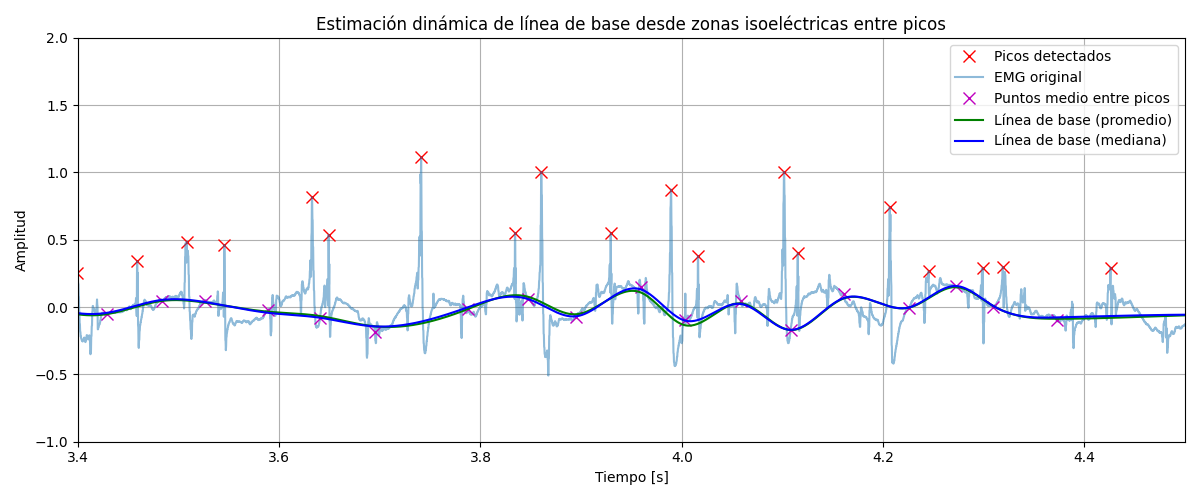 Estimación dinámica de línea de base desde zonas isoeléctricas entre picos
Amplitud
2.0
1.5
1.0
0.5
0.0
−0.5
−1.0
Picos detectados
EMG original
Puntos medio entre picos
Línea de base (promedio)
Línea de base (mediana)
3.4 3.6 3.8 4.0 4.2 4.4
Tiempo [s]